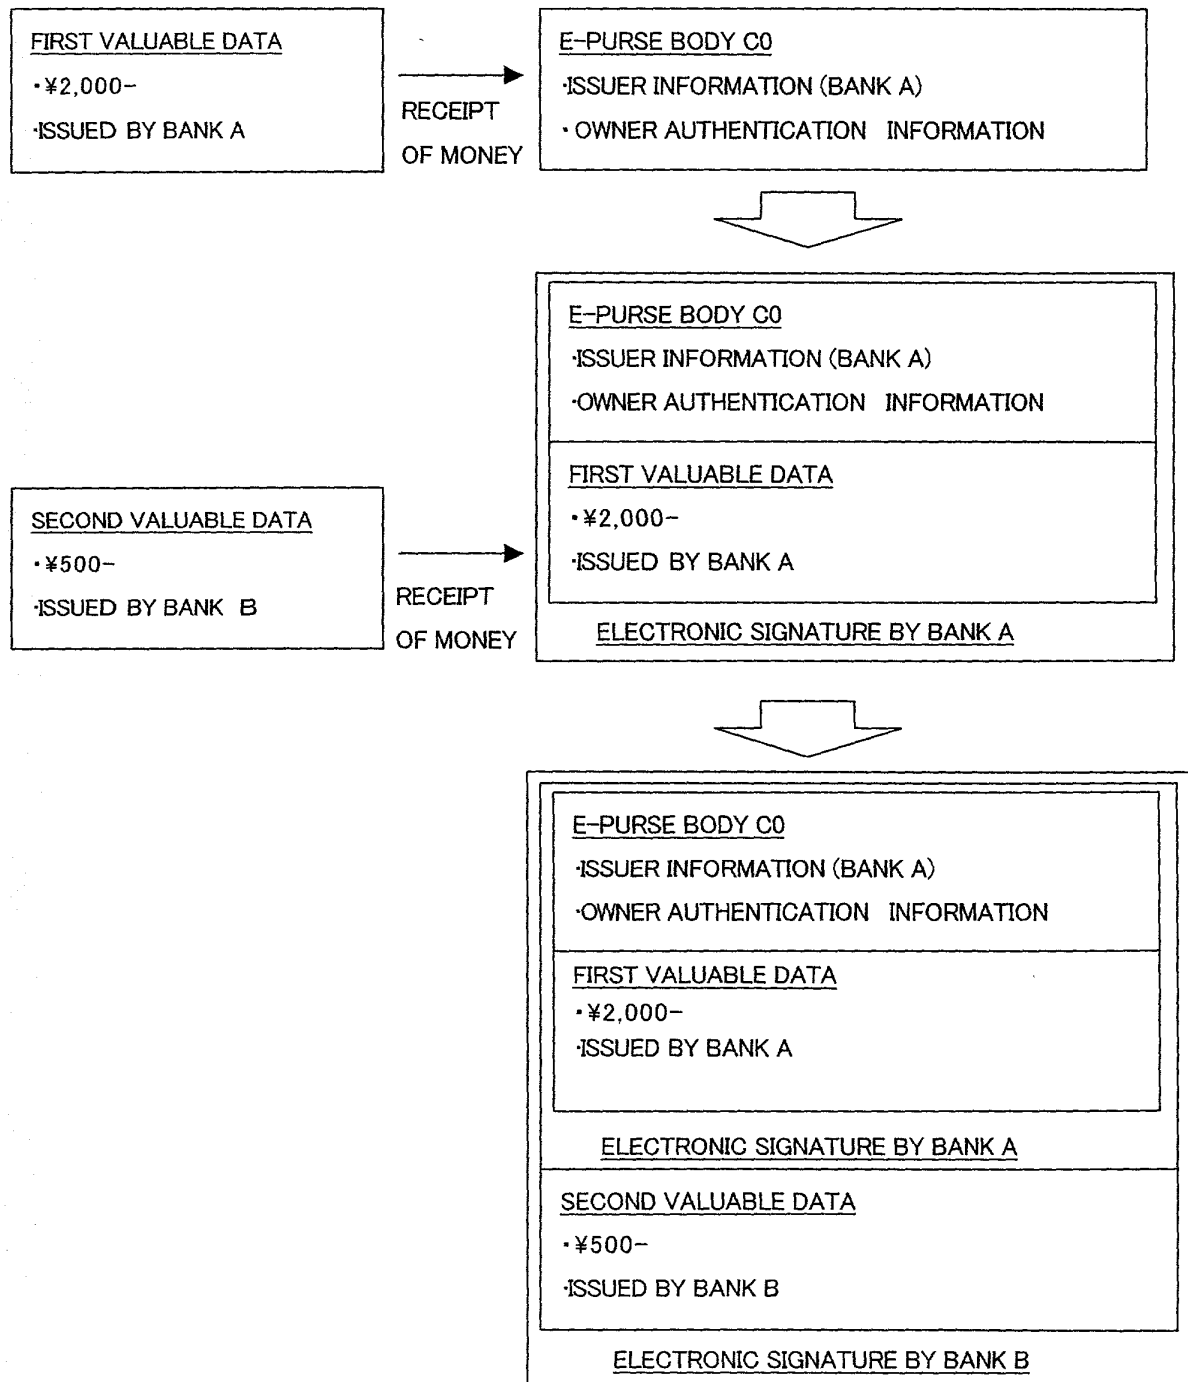 FIRST VALUABLE DATA
·¥2,000-
·ISSUED BY BANK A
RECEIPT
OF MONEY
E-PURSE BODY C0
·ISSUER INFORMATION (BANK A)
· OWNER AUTHENTICATION INFORMATION
E-PURSE BODY C0
·ISSUER INFORMATION (BANK A)
·OWNER AUTHENTICATION INFORMATION
FIRST VALUABLE DATA
·¥2,000-
·ISSUED BY BANK A
ELECTRONIC SIGNATURE BY BANK A
SECOND VALUABLE DATA
·¥500-
·ISSUED BY BANK B
RECEIPT
OF MONEY
E-PURSE BODY C0
·ISSUER INFORMATION (BANK A)
·OWNER AUTHENTICATION INFORMATION
FIRST VALUABLE DATA
·¥2,000-
·ISSUED BY BANK A
ELECTRONIC SIGNATURE BY BANK A
SECOND VALUABLE DATA
·¥500-
·ISSUED BY BANK B
ELECTRONIC SIGNATURE BY BANK B